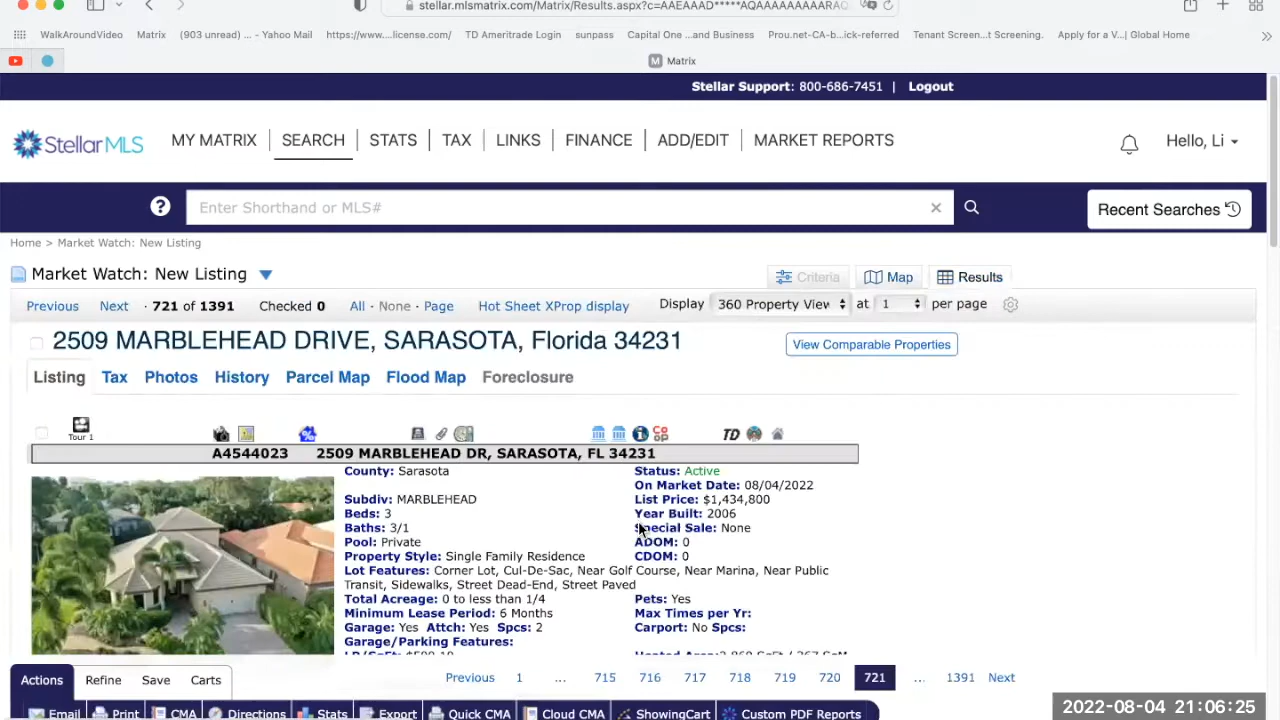 stellar.mlsmatrix.com/Matrix/Results.aspx?c=AAEAAAD*****AQAAAAAAAAARAQ
WalkAroundVideo Matrix (903 unread) ... - Yahoo Mail https://www....license.com/ TD Ameritrade Login sunpass Capital One ...and Business Prou.net-CA-b...ick-referred Tenant Screen...t Screening. Apply for a V...| Global Home
M Matrix
Stellar Support: 800-686-7451 | Logout
StellarMLS MY MATRIX SEARCH STATS TAX LINKS FINANCE ADD/EDIT MARKET REPORTS Hello, Li
? Enter Shorthand or MLS# × Recent Searches
Home > Market Watch: New Listing
Market Watch: New Listing Criteria Map Results
Previous Next · 721 of 1391 Checked 0 All · None · Page Hot Sheet XProp display Display 360 Property View at 1 per page
2509 MARBLEHEAD DRIVE, SARASOTA, Florida 34231 View Comparable Properties
Listing Tax Photos History Parcel Map Flood Map Foreclosure
Tour 1 TD
A4544023 2509 MARBLEHEAD DR, SARASOTA, FL 34231
County: Sarasota Status: Active
On Market Date: 08/04/2022
Subdiv: MARBLEHEAD List Price: $1,434,800
Beds: 3 Year Built: 2006
Baths: 3/1 Special Sale: None
Pool: Private ADOM: 0
Property Style: Single Family Residence CDOM: 0
Lot Features: Corner Lot, Cul-De-Sac, Near Golf Course, Near Marina, Near Public
Transit, Sidewalks, Street Dead-End, Street Paved
Total Acreage: 0 to less than 1/4 Pets: Yes
Minimum Lease Period: 6 Months Max Times per Yr:
Garage: Yes Attch: Yes Spcs: 2 Carport: No Spcs:
Garage/Parking Features:
Actions Refine Save Carts Previous 1 ... 715 716 717 718 719 720 721 ... 1391 Next
Email Print CMA Directions Stats Export Quick CMA Cloud CMA ShowingCart Custom PDF Reports
2022-08-04 21:06:25